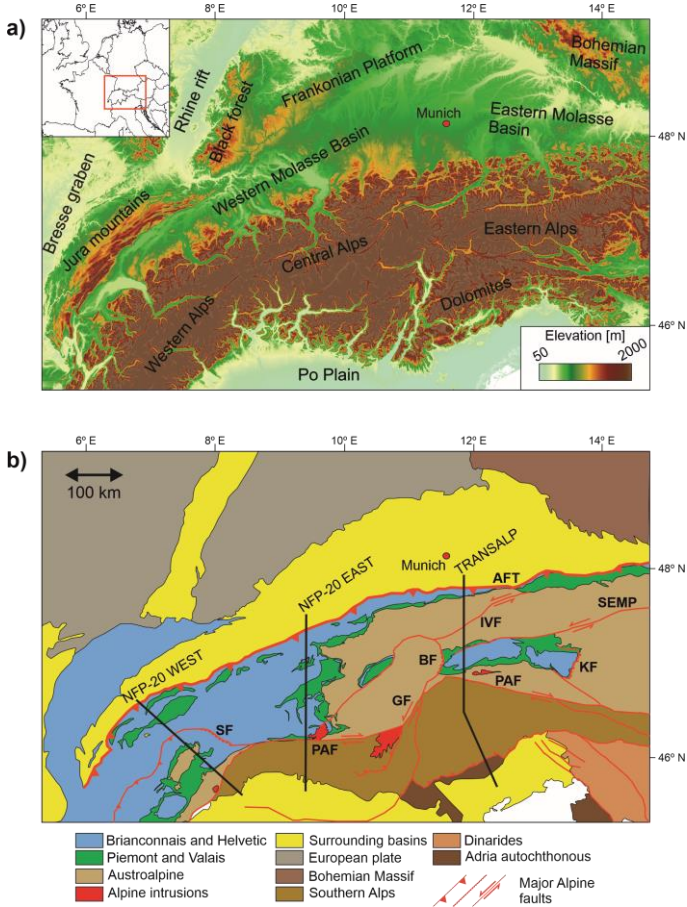 6°E
8°E
10°E
12°E
14°E
a)
Bohemian
Massif
Frankonian Platform
Rhine rift
Black forest
Munich
Eastern Molasse
Basin
48°N
Western Molasse Basin
Bresse graben
Jura mountains
Eastern Alps
Central Alps
Dolomites
Western Alps
46°N
Po Plain
Elevation [m]
50
2000
6°E
8°E
10°E
12°E
14°E
b)
100 km
Munich
TRANSALP
NFP-20 EAST
48°N
AFT
SEMP
IVF
NFP-20 WEST
BF
KF
PAF
GF
SF
PAF
46°N
Brianconnais and Helvetic
Piemont and Valais
Austroalpine
Alpine intrusions
Surrounding basins
European plate
Bohemian Massif
Southern Alps
Dinarides
Adria autochthonous
Major Alpine
faults